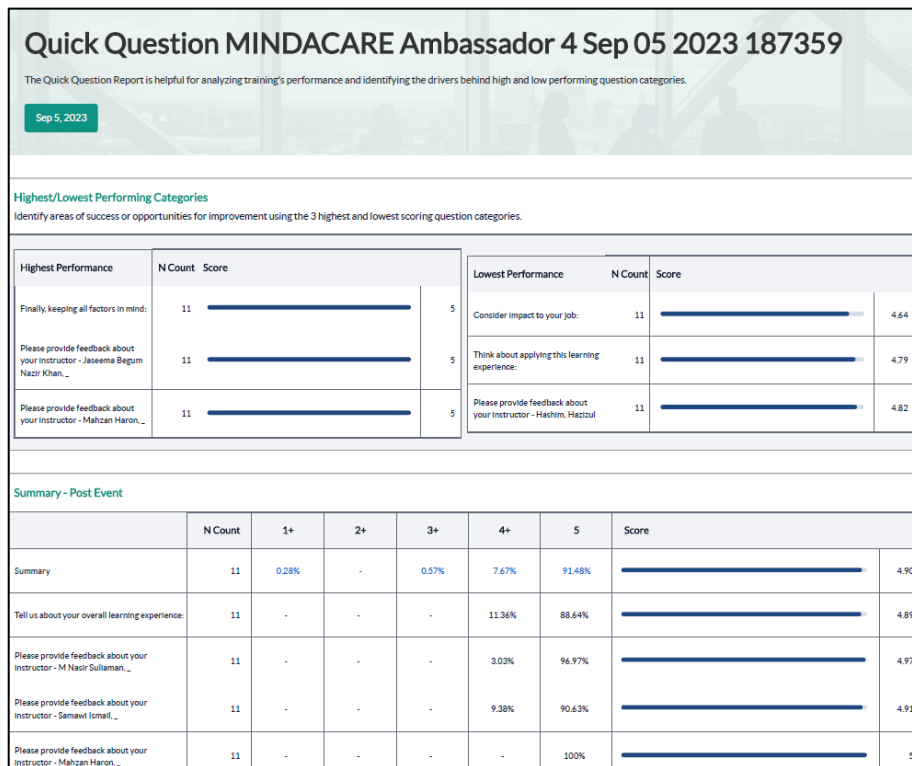 Quick Question MINDACARE Ambassador 4 Sep 05 2023 187359
The Quick Question Report is helpful for analyzing training's performance and identifying the drivers behind high and low performing question categories.
Sep 5, 2023
Highest/Lowest Performing Categories
Identify areas of success or opportunities for improvement using the 3 highest and lowest scoring question categories.
Highest Performance N Count Score
Finally, keeping all factors in mind: 11 5
Please provide feedback about
your instructor - Jaseema Begum 11 5
Nazir Khan, _
Please provide feedback about
your instructor - Mahzan Haron, _ 11 5
Lowest Performance N Count Score
Consider impact to your job: 11 4.64
Think about applying this learning
experience: 11 4.79
Please provide feedback about
your instructor - Hashim, Hazizul 11 4.82
Summary - Post Event
N Count 1+ 2+ 3+ 4+ 5 Score
Summary 11 0.28% - 0.57% 7.67% 91.48% 4.90
Tell us about your overall learning experience: 11 - - - 11.36% 88.64% 4.89
Please provide feedback about your
instructor - M Nasir Suliaman, _ 11 - - - 3.03% 96.97% 4.97
Please provide feedback about your
instructor - Samawi Ismail, _ 11 - - - 9.38% 90.63% 4.91
Please provide feedback about your
instructor - Mahzan Haron, _ 11 - - - - 100% 5